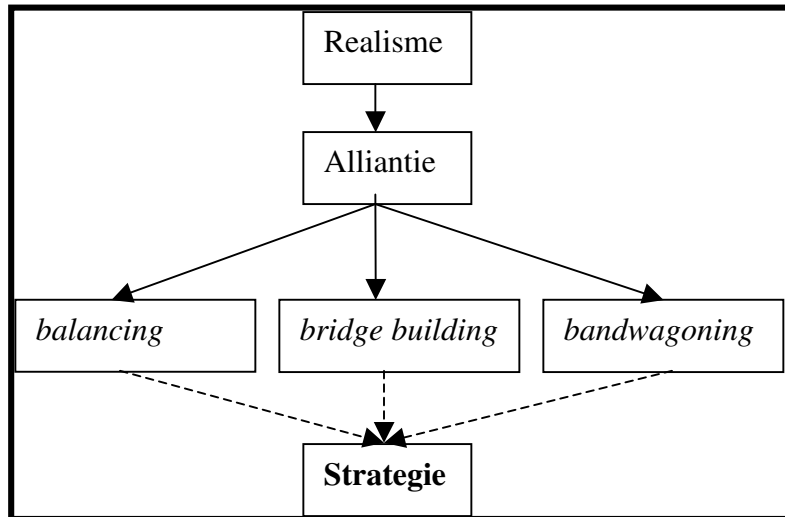 Realisme
Alliantie
balancing
bridge building
bandwagoning
Strategie